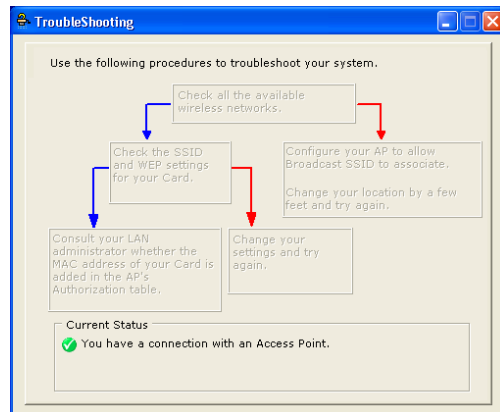 TroubleShooting
Use the following procedures to troubleshoot your system.
Check all the available
wireless networks.
Check the SSID
and WEP settings
for your Card.
Configure your AP to allow
Broadcast SSID to associate.
Change your location by a few
feet and try again.
Consult your LAN
administrator whether the
MAC address of your Card is
added in the AP's
Authorization table.
Change your
settings and try
again.
Current Status
You have a connection with an Access Point.